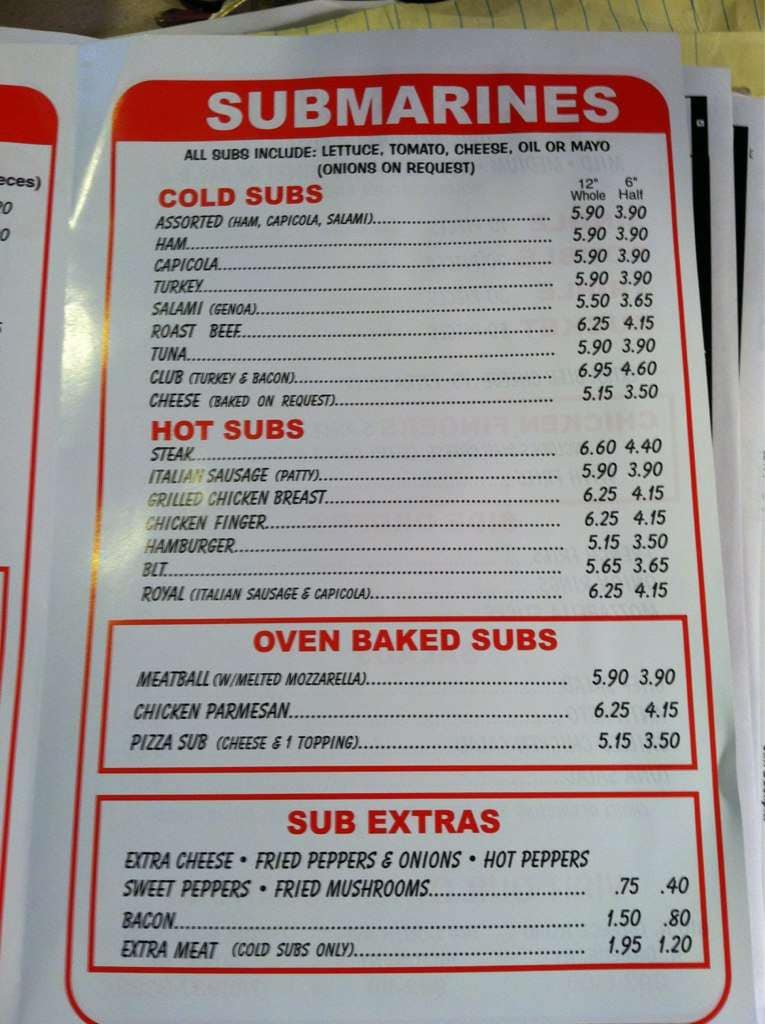 SUBMARINES
ALL SUBS INCLUDE: LETTUCE, TOMATO, CHEESE, OIL OR MAYO
(ONIONS ON REQUEST)
COLD SUBS 12" Whole 6" Half
ASSORTED (HAM, CAPICOLA, SALAMI) 5.90 3.90
HAM 5.90 3.90
CAPICOLA 5.90 3.90
TURKEY 5.90 3.90
SALAMI (GENOA) 5.50 3.65
ROAST BEEF 6.25 4.15
TUNA 5.90 3.90
CLUB (TURKEY & BACON) 6.95 4.60
CHEESE (BAKED ON REQUEST) 5.15 3.50
HOT SUBS
STEAK 6.60 4.40
ITALIAN SAUSAGE (PATTY) 5.90 3.90
GRILLED CHICKEN BREAST 6.25 4.15
CHICKEN FINGER 6.25 4.15
HAMBURGER 5.15 3.50
BLT 5.65 3.65
ROYAL (ITALIAN SAUSAGE & CAPICOLA) 6.25 4.15
OVEN BAKED SUBS
MEATBALL (W/MELTED MOZZARELLA) 5.90 3.90
CHICKEN PARMESAN 6.25 4.15
PIZZA SUB (CHEESE & 1 TOPPING) 5.15 3.50
SUB EXTRAS
EXTRA CHEESE • FRIED PEPPERS & ONIONS • HOT PEPPERS
SWEET PEPPERS • FRIED MUSHROOMS .75 .40
BACON 1.50 .80
EXTRA MEAT (COLD SUBS ONLY) 1.95 1.20